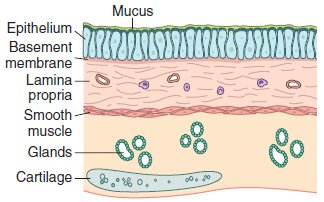 Mucus
Epithelium
Basement
membrane
Lamina
propria
Smooth
muscle
Glands
Cartilage